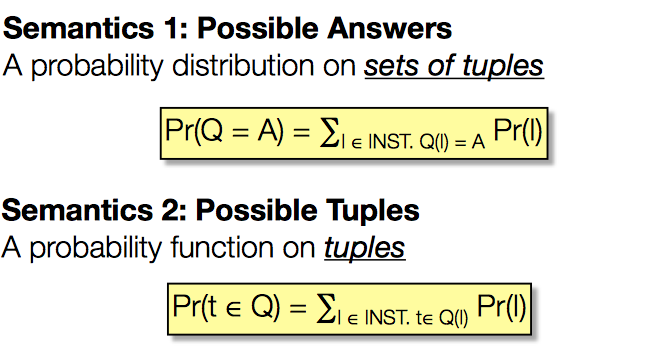 Semantics 1: Possible Answers
A probability distribution on sets of tuples
Pr(Q = A) = ∑I ∈ INST. Q(I) = A Pr(I)
Semantics 2: Possible Tuples
A probability function on tuples
Pr(t ∈ Q) = ∑I ∈ INST. t∈ Q(I) Pr(I)